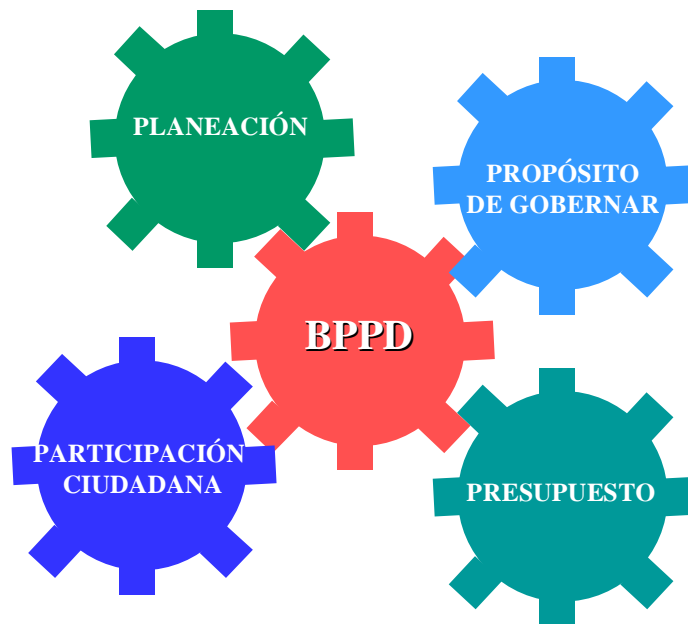 PLANEACIÓN
PROPÓSITO
DE GOBERNAR
BPPD
PARTICIPACIÓN
CIUDADANA
PRESUPUESTO